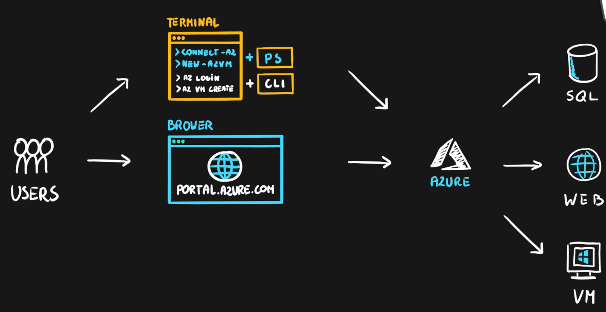 TERMINAL
>CONNECT-AZ
>NEW-AZVM
+ PS
>AZ LOGIN
>AZ VM CREATE
+ CLI
BROWER
PORTAL.AZURE.COM
USERS
AZURE
SQL
WEB
VM